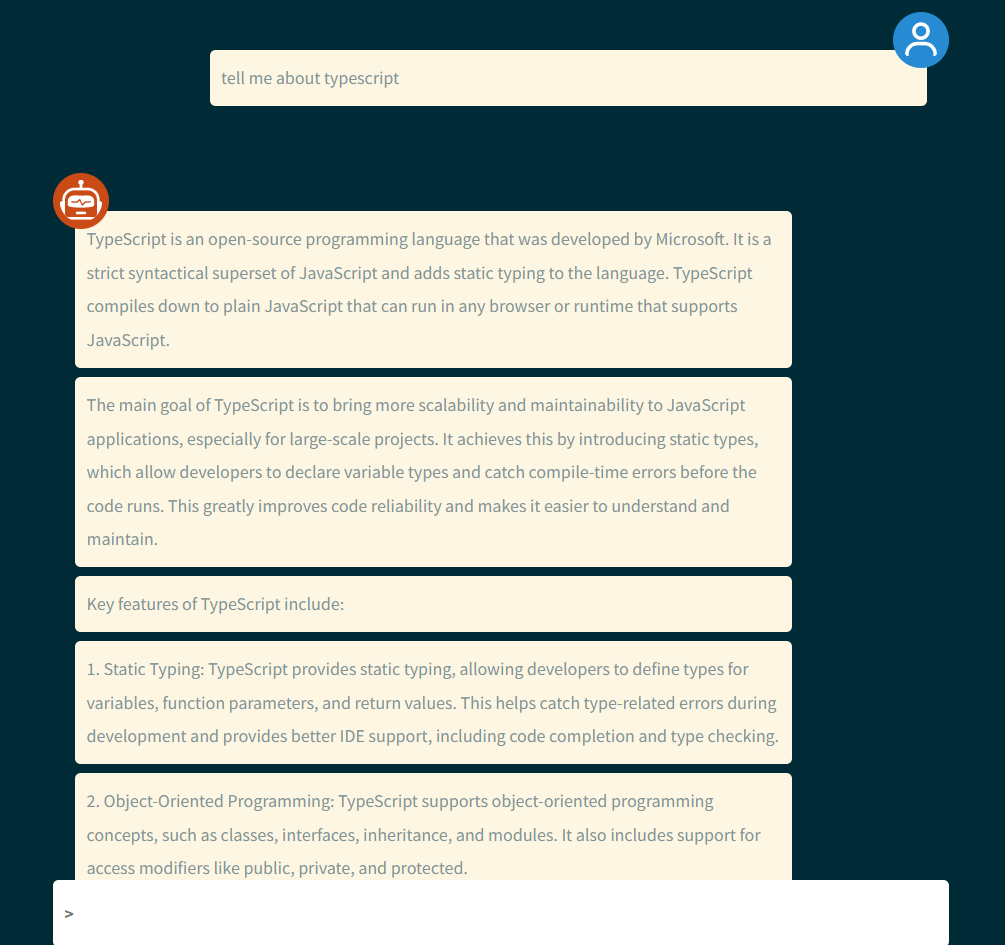 tell me about typescript
TypeScript is an open-source programming language that was developed by Microsoft. It is a
strict syntactical superset of JavaScript and adds static typing to the language. TypeScript
compiles down to plain JavaScript that can run in any browser or runtime that supports
JavaScript.
The main goal of TypeScript is to bring more scalability and maintainability to JavaScript
applications, especially for large-scale projects. It achieves this by introducing static types,
which allow developers to declare variable types and catch compile-time errors before the
code runs. This greatly improves code reliability and makes it easier to understand and
maintain.
Key features of TypeScript include:
1. Static Typing: TypeScript provides static typing, allowing developers to define types for
variables, function parameters, and return values. This helps catch type-related errors during
development and provides better IDE support, including code completion and type checking.
2. Object-Oriented Programming: TypeScript supports object-oriented programming
concepts, such as classes, interfaces, inheritance, and modules. It also includes support for
access modifiers like public, private, and protected.
>